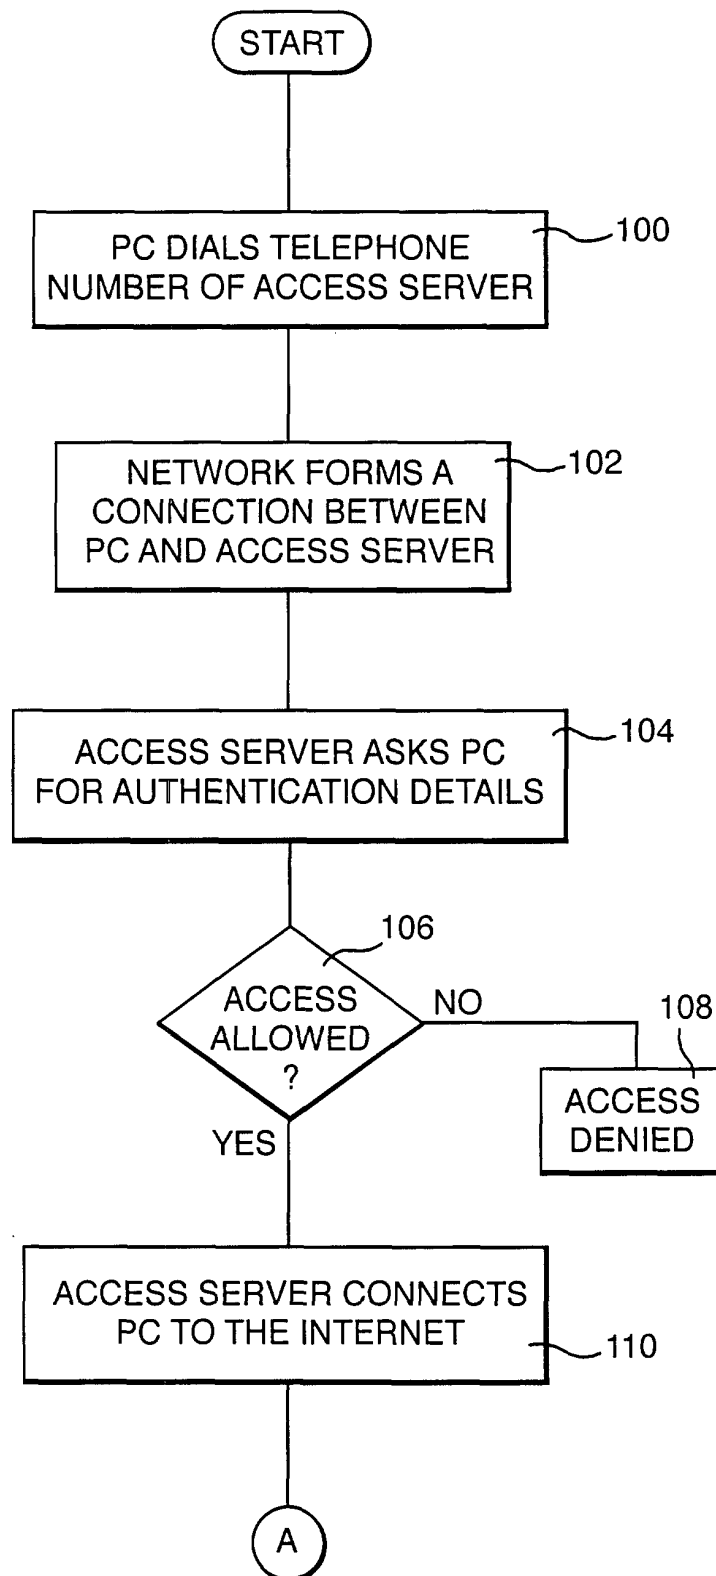 START
PC DIALS TELEPHONE
NUMBER OF ACCESS SERVER
100
NETWORK FORMS A
CONNECTION BETWEEN
PC AND ACCESS SERVER
102
ACCESS SERVER ASKS PC
FOR AUTHENTICATION DETAILS
104
106
ACCESS
ALLOWED
?
NO
108
ACCESS
DENIED
YES
ACCESS SERVER CONNECTS
PC TO THE INTERNET
110
A